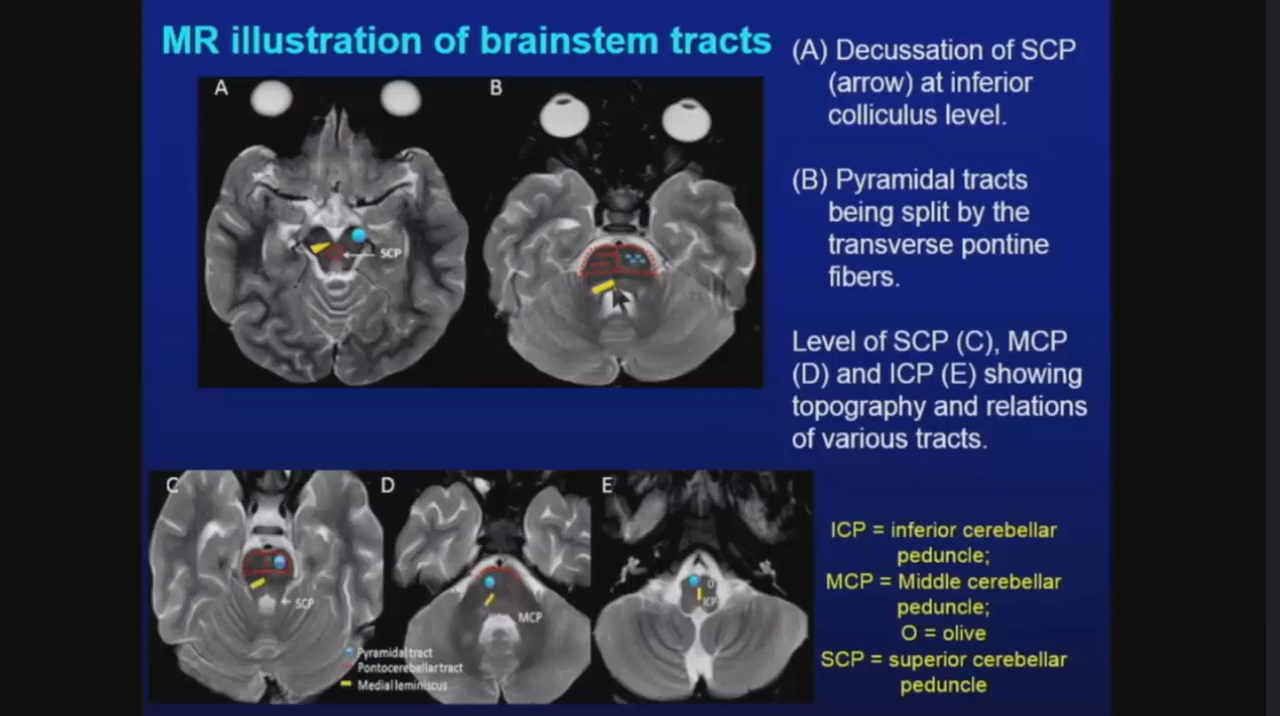 MR illustration of brainstem tracts
A
B
SCP
(A) Decussation of SCP
(arrow) at inferior
colliculus level.
(B) Pyramidal tracts
being split by the
transverse pontine
fibers.
Level of SCP (C), MCP
(D) and ICP (E) showing
topography and relations
of various tracts.
C
D
E
SCP
MCP
O
ICP
Pyramidal tract
Pontocerebellar tract
Medial leminiscus
ICP = inferior cerebellar
peduncle;
MCP = Middle cerebellar
peduncle;
O = olive
SCP = superior cerebellar
peduncle